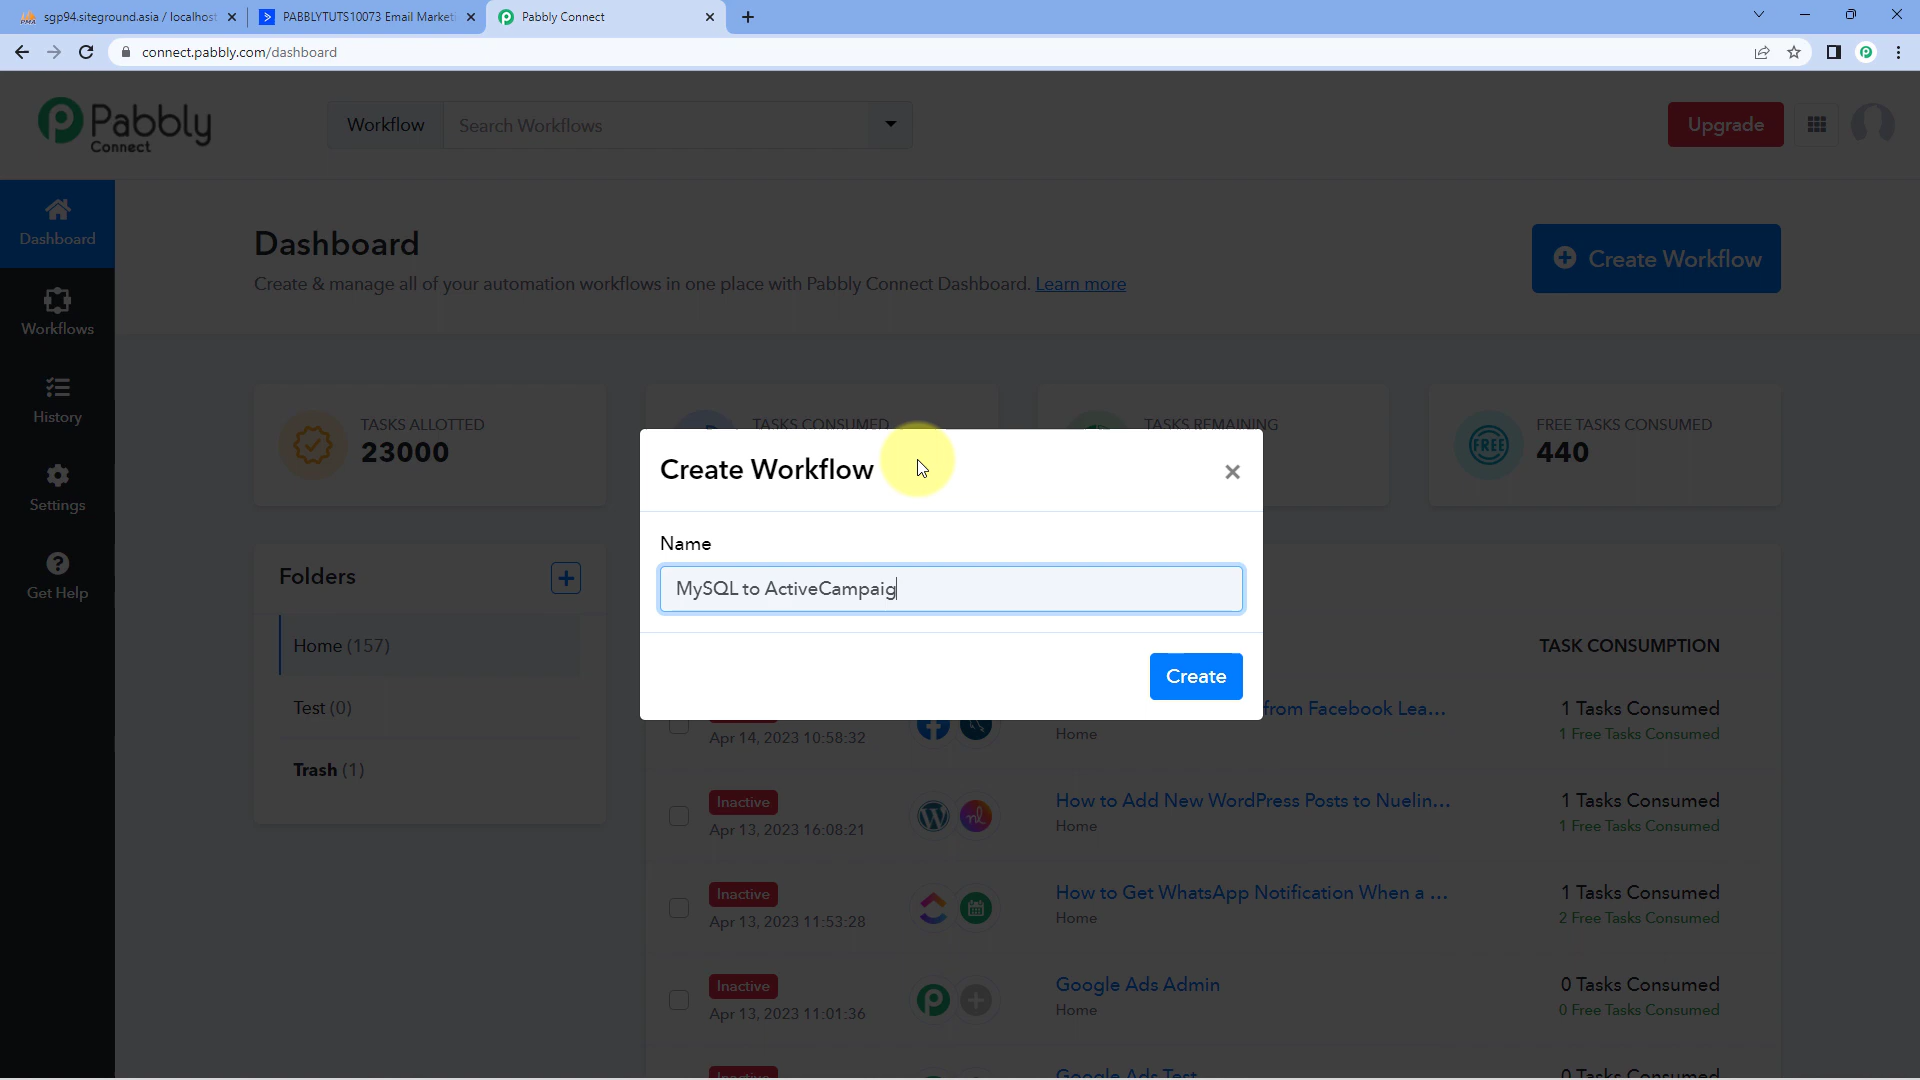 sgp94.siteground.asia / localhost
PABBLYTUTS10073 Email Marketi
Pabbly Connect
connect.pabbly.com/dashboard
Pabbly
Connect
Workflow
Search Workflows
Upgrade
Dashboard
Workflows
History
Settings
Get Help
Dashboard
Create & manage all of your automation workflows in one place with Pabbly Connect Dashboard. Learn more
Create Workflow
TASKS ALLOTTED
23000
TASKS CONSUMED
TASKS REMAINING
FREE
FREE TASKS CONSUMED
440
Folders
Home (157)
Test (0)
Trash (1)
Create Workflow
×
Name
MySQL to ActiveCampaig
Create
TASK CONSUMPTION
from Facebook Lea...
1 Tasks Consumed
Apr 14, 2023 10:58:32
Home
1 Free Tasks Consumed
Inactive
How to Add New WordPress Posts to Nuelin...
1 Tasks Consumed
Apr 13, 2023 16:08:21
Home
1 Free Tasks Consumed
Inactive
How to Get WhatsApp Notification When a ...
1 Tasks Consumed
Apr 13, 2023 11:53:28
Home
2 Free Tasks Consumed
Inactive
Google Ads Admin
0 Tasks Consumed
Apr 13, 2023 11:01:36
Home
0 Free Tasks Consumed
Inactive
Google Ads Test
0 Tasks Consumed